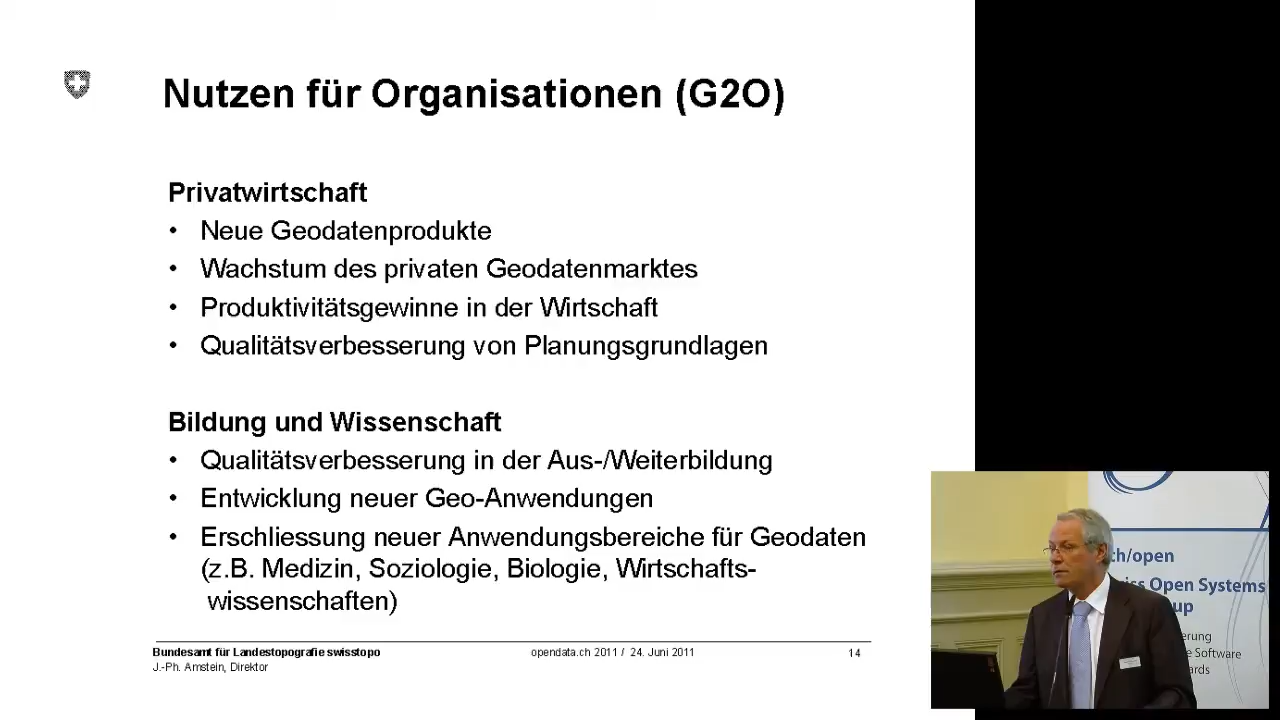 Nutzen für Organisationen (G2O)
Privatwirtschaft
• Neue Geodatenprodukte
• Wachstum des privaten Geodatenmarktes
• Produktivitätsgewinne in der Wirtschaft
• Qualitätsverbesserung von Planungsgrundlagen
Bildung und Wissenschaft
• Qualitätsverbesserung in der Aus-/Weiterbildung
• Entwicklung neuer Geo-Anwendungen
• Erschliessung neuer Anwendungsbereiche für Geodaten
(z.B. Medizin, Soziologie, Biologie, Wirtschafts-
wissenschaften)
Bundesamt für Landestopografie swisstopo
J.-Ph. Amstein, Direktor
opendata.ch 2011 / 24. Juni 2011
14
ch/open
Open Systems
Software